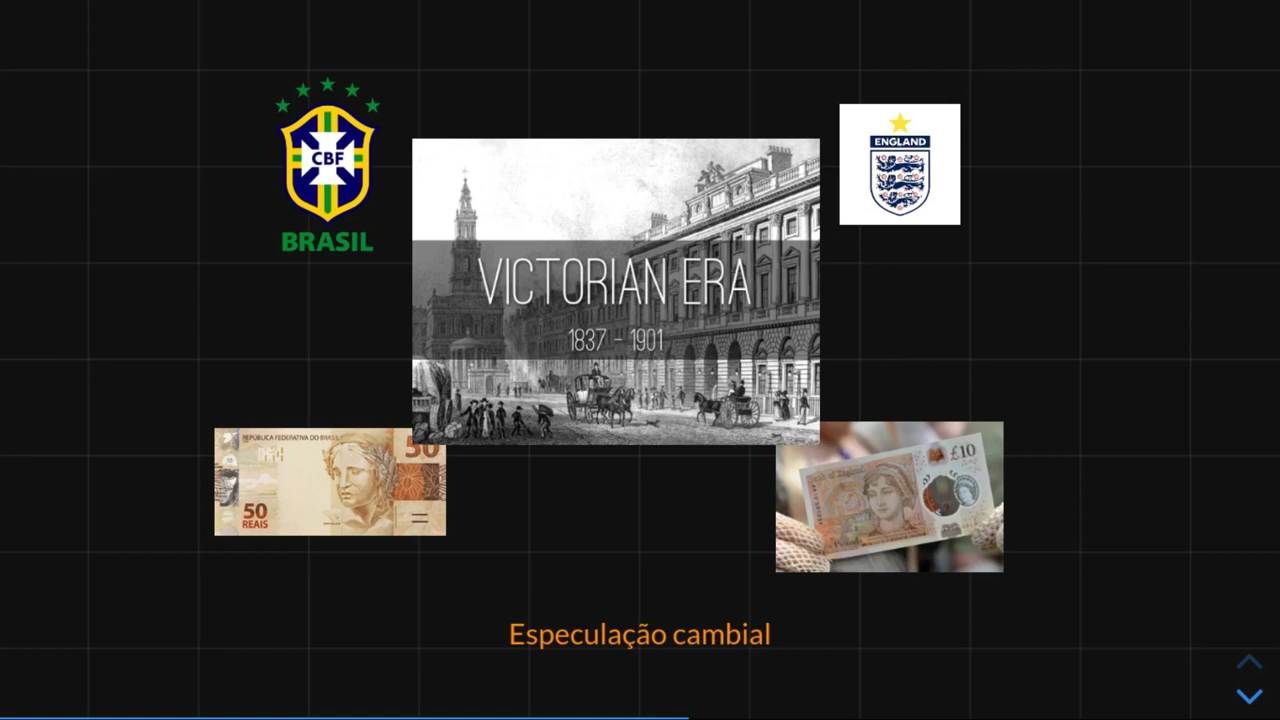 CBF
BRASIL
ENGLAND
VICTORIAN ERA
1837 - 1901
REPÚBLICA FEDERATIVA DO BRASIL
50
50
REAIS
£10
Especulação cambial